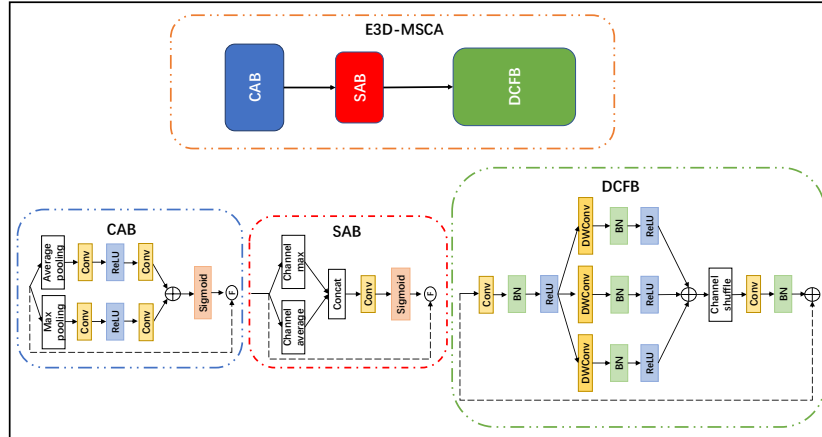 E3D-MSCA
CAB
SAB
DCFB
CAB
Average
pooling
Conv
ReLU
Conv
Max
pooling
Conv
ReLU
Conv
Sigmoid
F
SAB
Channel
max
Channel
average
Concat
Conv
Sigmoid
F
DCFB
Conv
BN
ReLU
DWConv
BN
ReLU
DWConv
BN
ReLU
DWConv
BN
ReLU
Channel
shuffle
Conv
BN